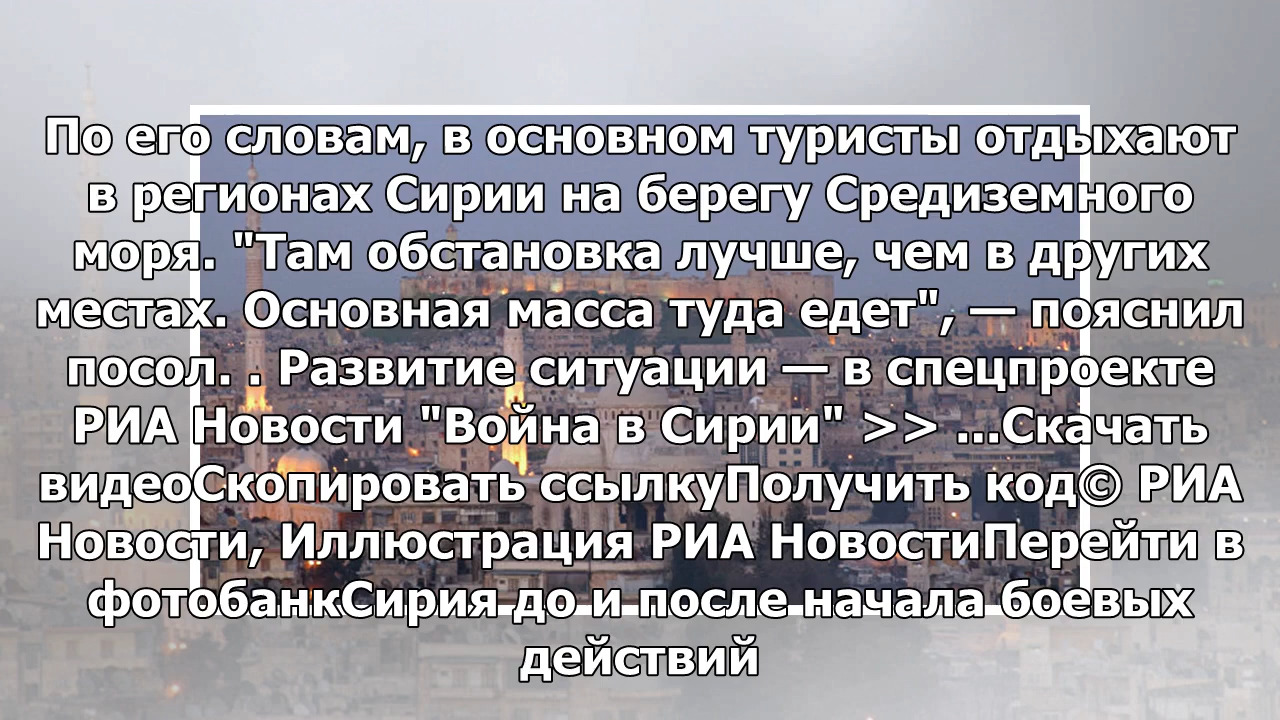 По его словам, в основном туристы отдыхают
в регионах Сирии на берегу Средиземного
моря. "Там обстановка лучше, чем в других
местах. Основная масса туда едет", — пояснил
посол. . Развитие ситуации — в спецпроекте
РИА Новости "Война в Сирии" >> ...Скачать
видеоСкопировать ссылкуПолучить код© РИА
Новости, Иллюстрация РИА НовостиПерейти в
фотобанкСирия до и после начала боевых
действий